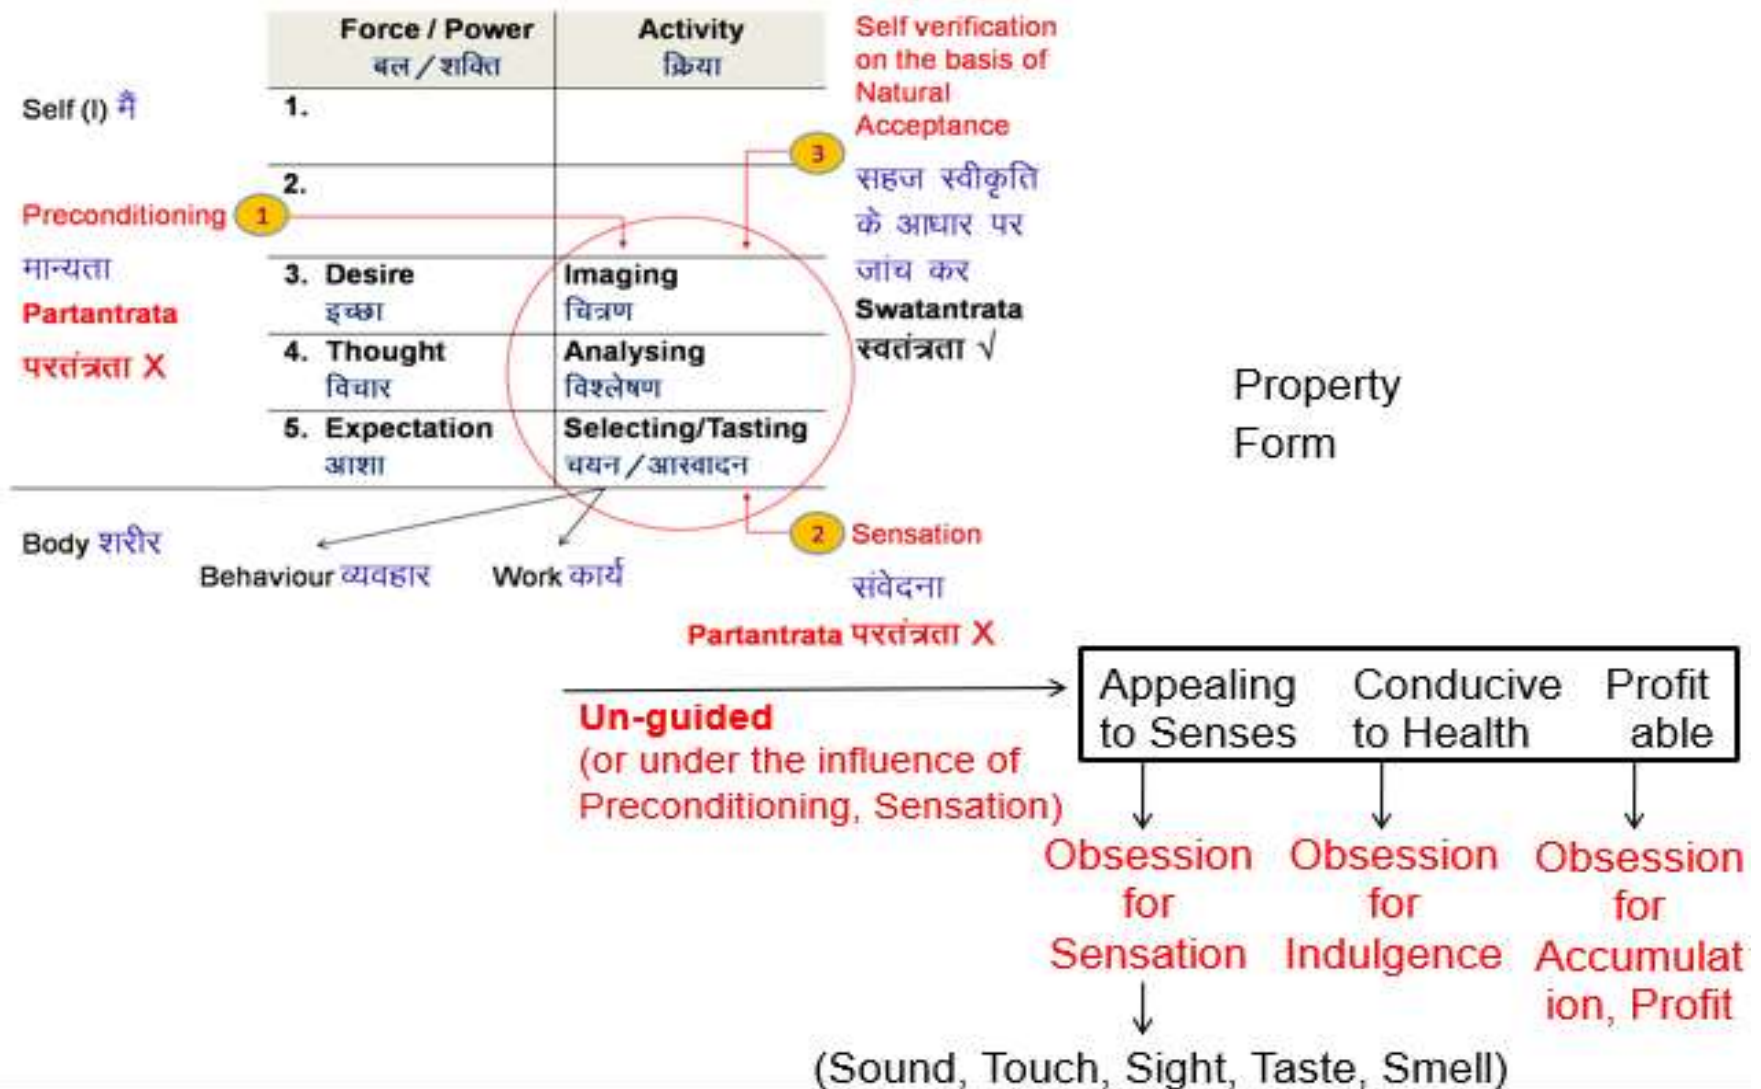 Force / Power
बल / शक्ति
Activity
क्रिया
Self (I) मैं
1.
2.
Preconditioning 1
मान्यता
Partantrata
परतंत्रता X
3. Desire
इच्छा
Imaging
चित्रण
4. Thought
विचार
Analysing
विश्लेषण
5. Expectation
आशा
Selecting/Tasting
चयन / आस्वादन
Self verification
on the basis of
Natural
Acceptance
3
सहज स्वीकृति
के आधार पर
जांच कर
Swatantrata
स्वतंत्रता √
Property
Form
Body शरीर
Behaviour व्यवहार
Work कार्य
2 Sensation
संवेदना
Partantrata परतंत्रता X
Un-guided
(or under the influence of
Preconditioning, Sensation)
Appealing
to Senses
Conducive
to Health
Profit
able
Obsession
for
Sensation
Obsession
for
Indulgence
Obsession
for
Accumulat
ion, Profit
(Sound, Touch, Sight, Taste, Smell)